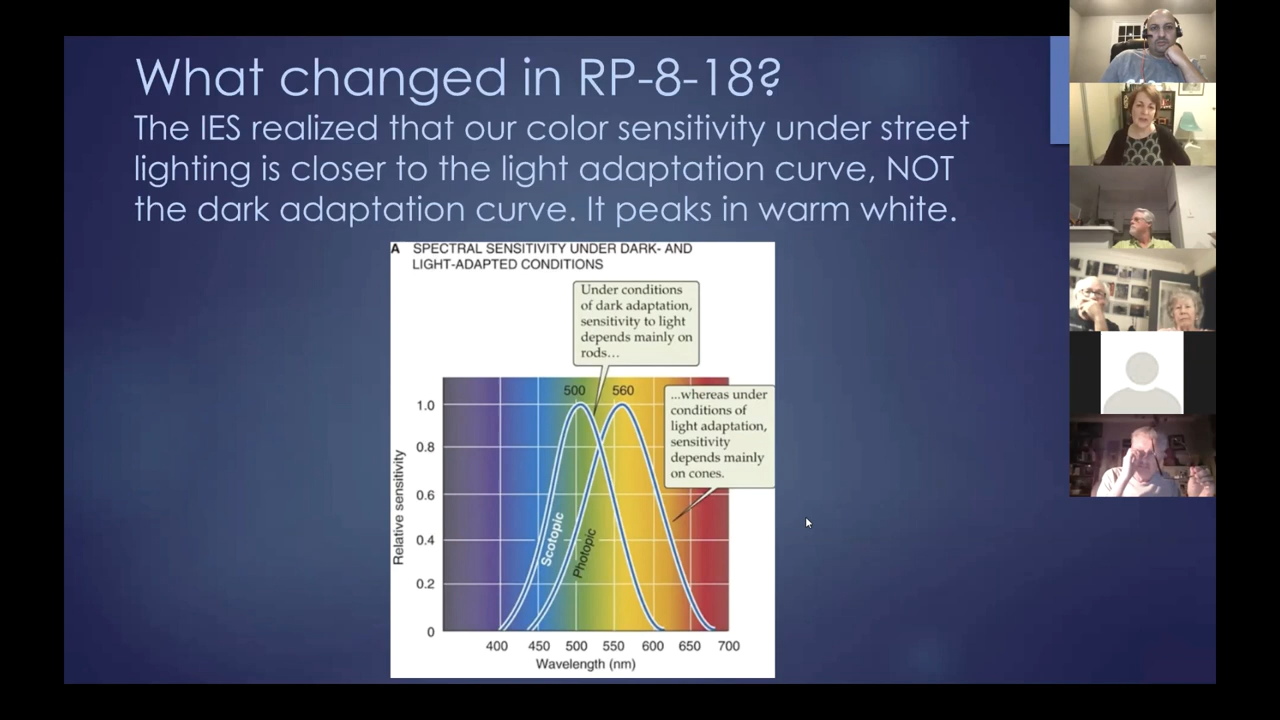 What changed in RP-8-18?
The IES realized that our color sensitivity under street
lighting is closer to the light adaptation curve, NOT
the dark adaptation curve. It peaks in warm white.
A SPECTRAL SENSITIVITY UNDER DARK- AND
LIGHT-ADAPTED CONDITIONS
Under conditions
of dark adaptation,
sensitivity to light
depends mainly on
rods…
500 560
...whereas under
conditions of
light adaptation,
sensitivity
depends mainly
on cones.
Relative sensitivity
1.0
0.8
0.6
0.4
0.2
0
Scotopic
Photopic
400 450 500 550 600 650 700
Wavelength (nm)